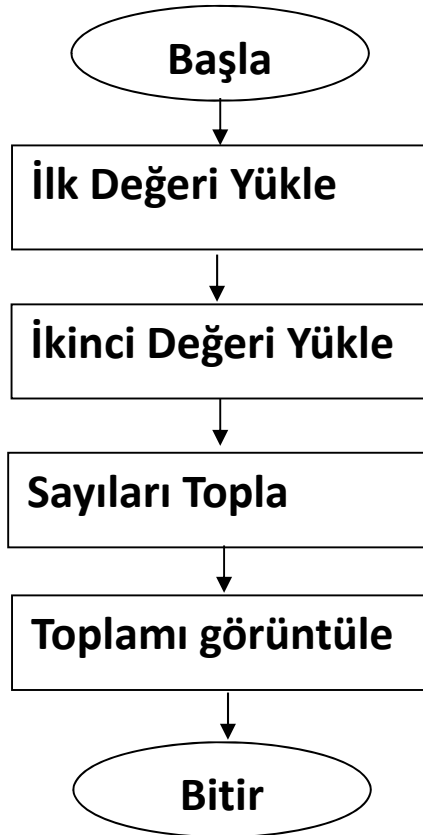 Başla
İlk Değeri Yükle
İkinci Değeri Yükle
Sayıları Topla
Toplamı görüntüle
Bitir